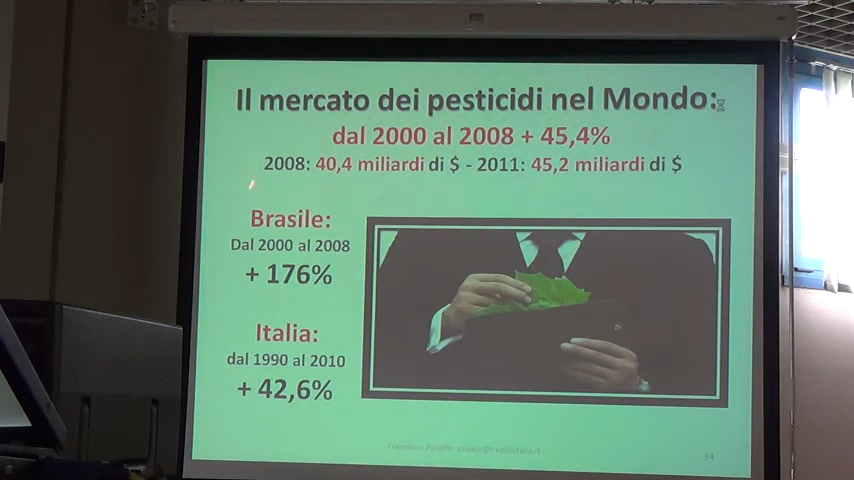 Il mercato dei pesticidi nel Mondo:
dal 2000 al 2008 + 45,4%
2008: 40,4 miliardi di $ - 2011: 45,2 miliardi di $
Brasile:
Dal 2000 al 2008
+ 176%
Italia:
dal 1990 al 2010
+ 42,6%
Francesco
34